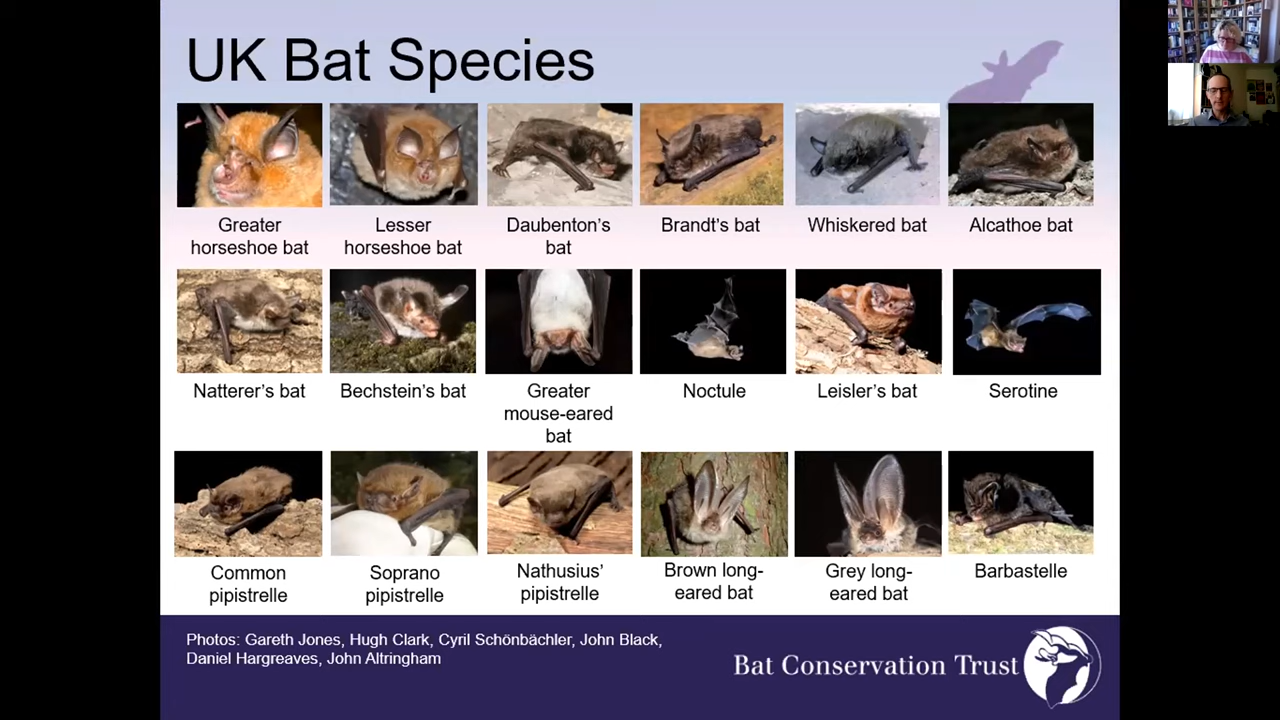 UK Bat Species
Greater
horsehoe bat
Lesser
horseshoe bat
Daubenton's
bat
Brandt's bat
Whiskered bat
Alcathoe bat
Natterer's bat
Bechstein's bat
Greater
mouse-eared
bat
Noctule
Leisler's bat
Serotine
Common
pipistrelle
Soprano
pipistrelle
Nathusius'
pipistrelle
Brown long-
eared bat
Grey long-
eared bat
Barbastelle
Photos: Gareth Jones, Hugh Clark, Cyril Schönbächler, John Black,
Daniel Hargreaves, John Altringham
Bat Conservation Trust